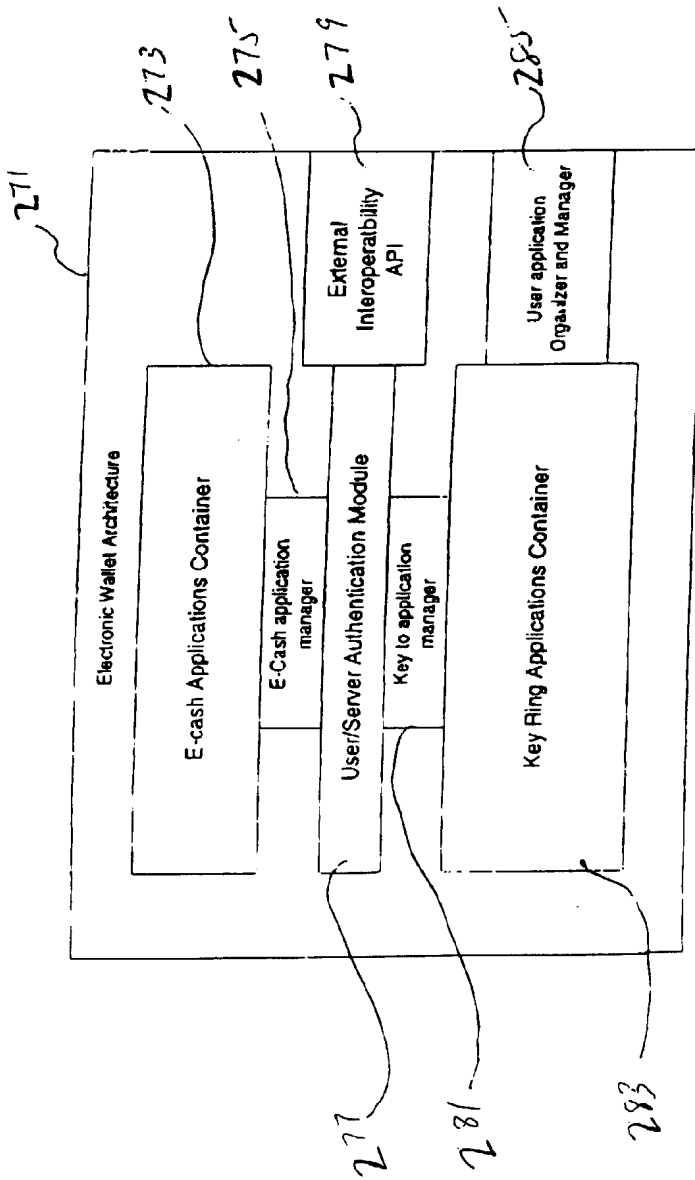 271
Electronic Wallet Architecture
E-cash Applications Container
273
E-Cash application
manager
275
User/Server Authentication Module
277
External
Interoperatbility
API
279
Key to application
manager
281
Key Ring Applications Container
283
User application
Organizer and Manager
285